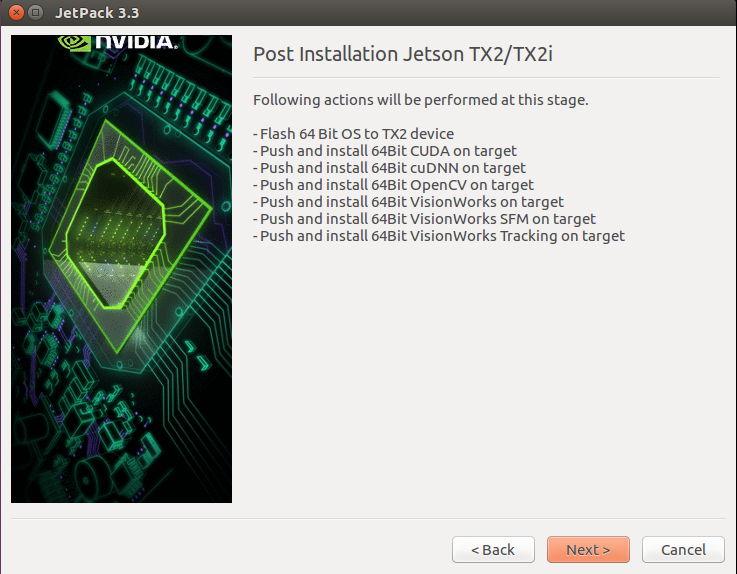 JetPack 3.3
NVIDIA.
Post Installation Jetson TX2/TX2i
Following actions will be performed at this stage.
- Flash 64 Bit OS to TX2 device
- Push and install 64Bit CUDA on target
- Push and install 64Bit cuDNN on target
- Push and install 64Bit OpenCV on target
- Push and install 64Bit VisionWorks on target
- Push and install 64Bit VisionWorks SFM on target
- Push and install 64Bit VisionWorks Tracking on target
< Back
Next >
Cancel